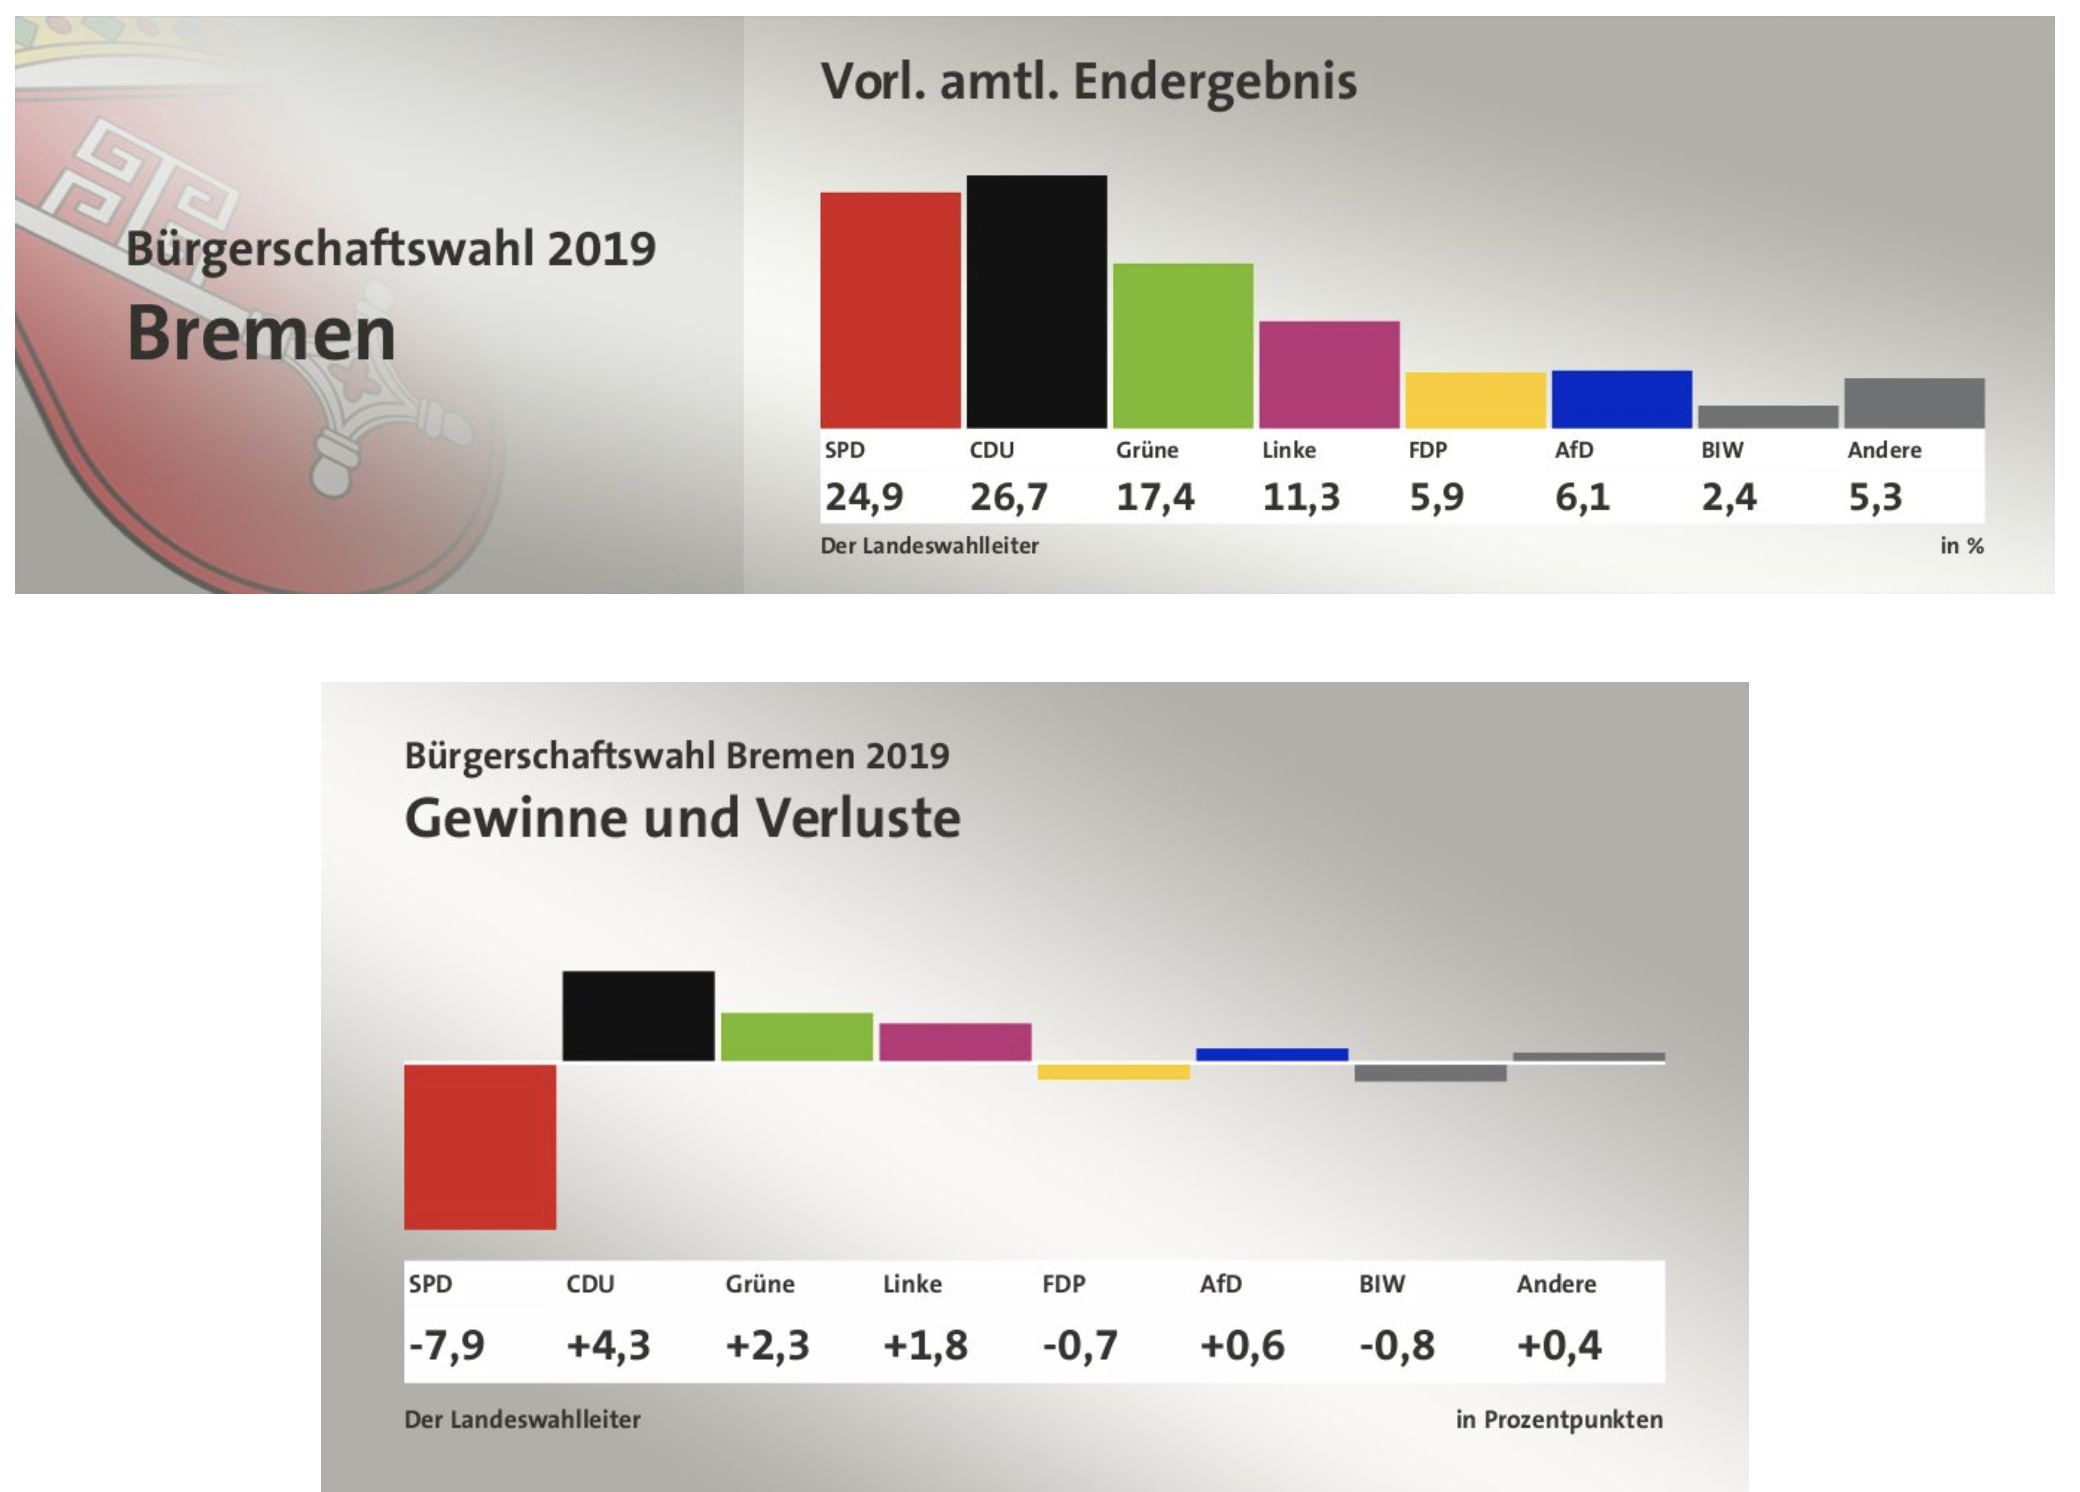 Bürgerschaftswahl 2019
Bremen
Vorl. amtl. Endergebnis
SPD CDU Grüne Linke FDP AfD BIW Andere
24,9 26,7 17,4 11,3 5,9 6,1 2,4 5,3
Der Landeswahlleiter in %
Bürgerschaftswahl Bremen 2019
Gewinne und Verluste
SPD CDU Grüne Linke FDP AfD BIW Andere
-7,9 +4,3 +2,3 +1,8 -0,7 +0,6 -0,8 +0,4
Der Landeswahlleiter in Prozentpunkten